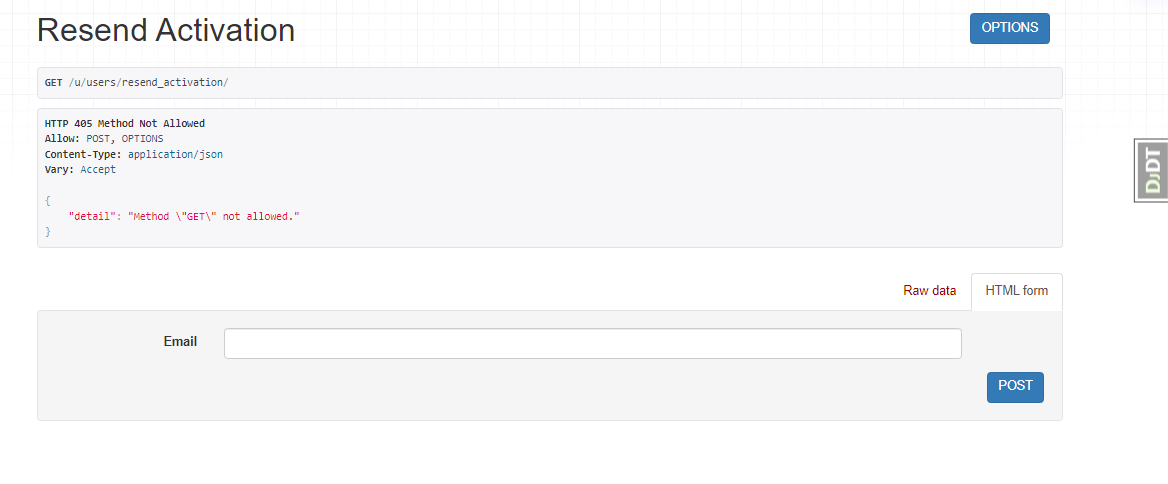 Resend Activation
OPTIONS
GET /u/users/resend_activation/
HTTP 405 Method Not Allowed
Allow: POST, OPTIONS
Content-Type: application/json
Vary: Accept
{
    "detail": "Method \"GET\" not allowed."
}
DjDT
Raw data
HTML form
Email
POST